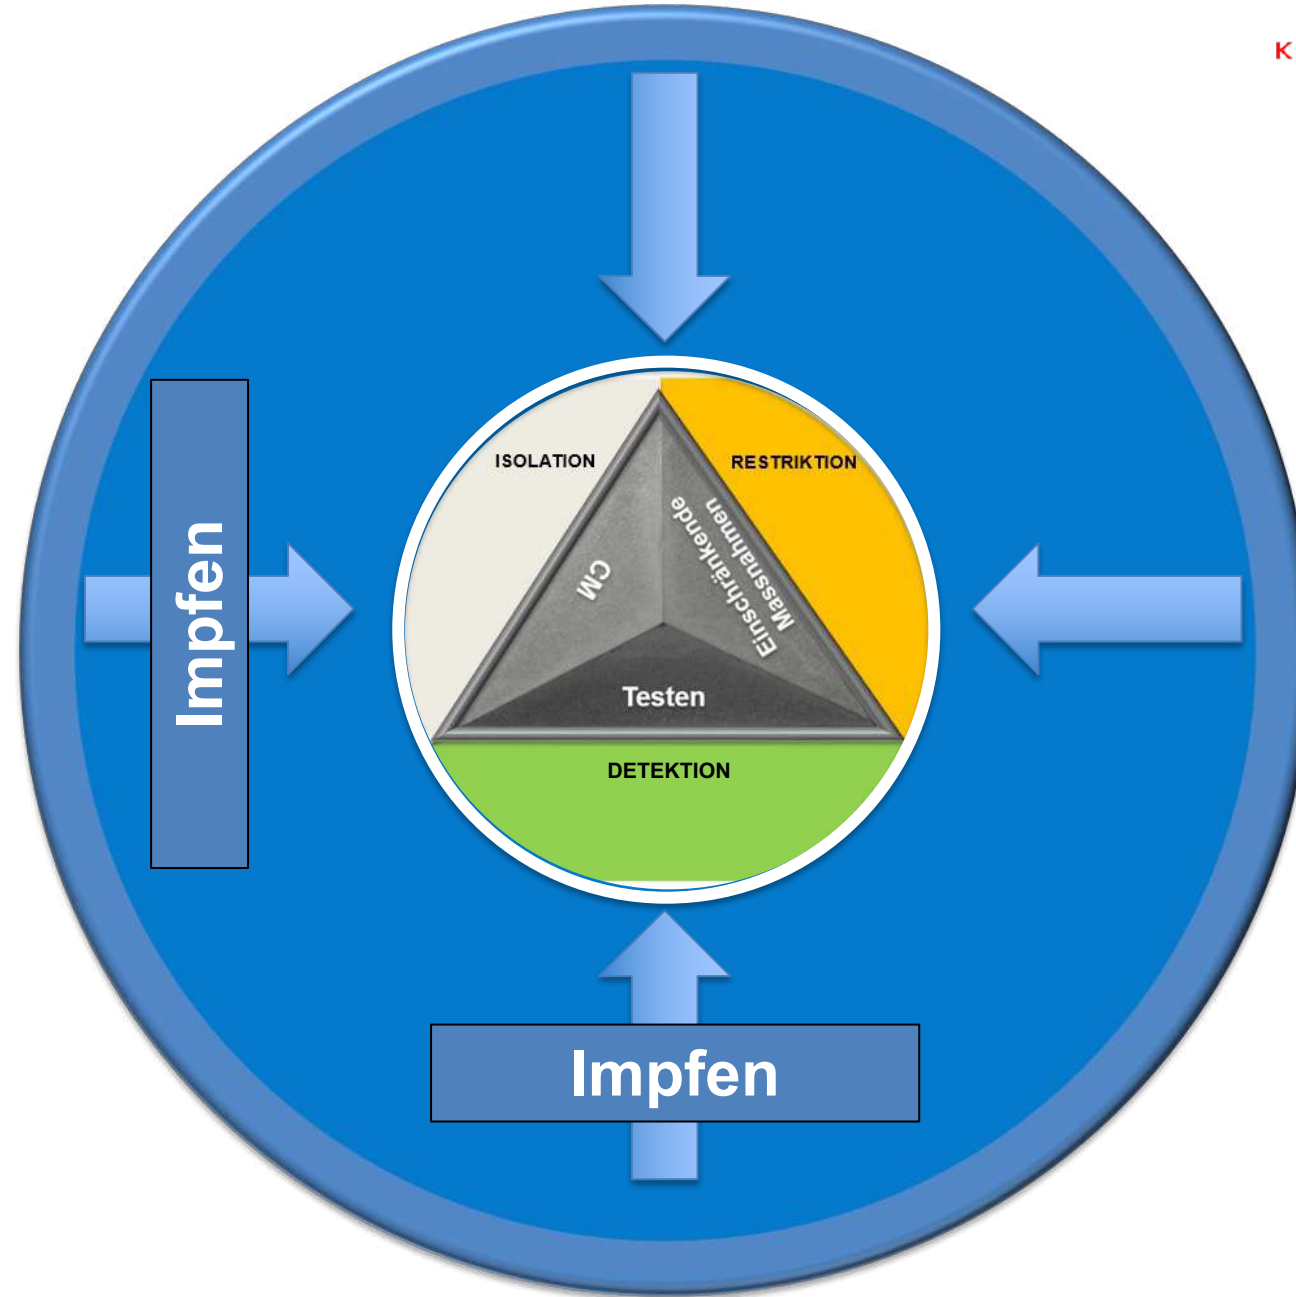 K
ISOLATION
RESTRIKTION
Einschränkende
Massnahmen
CM
Impfen
Testen
DETEKTION
Impfen